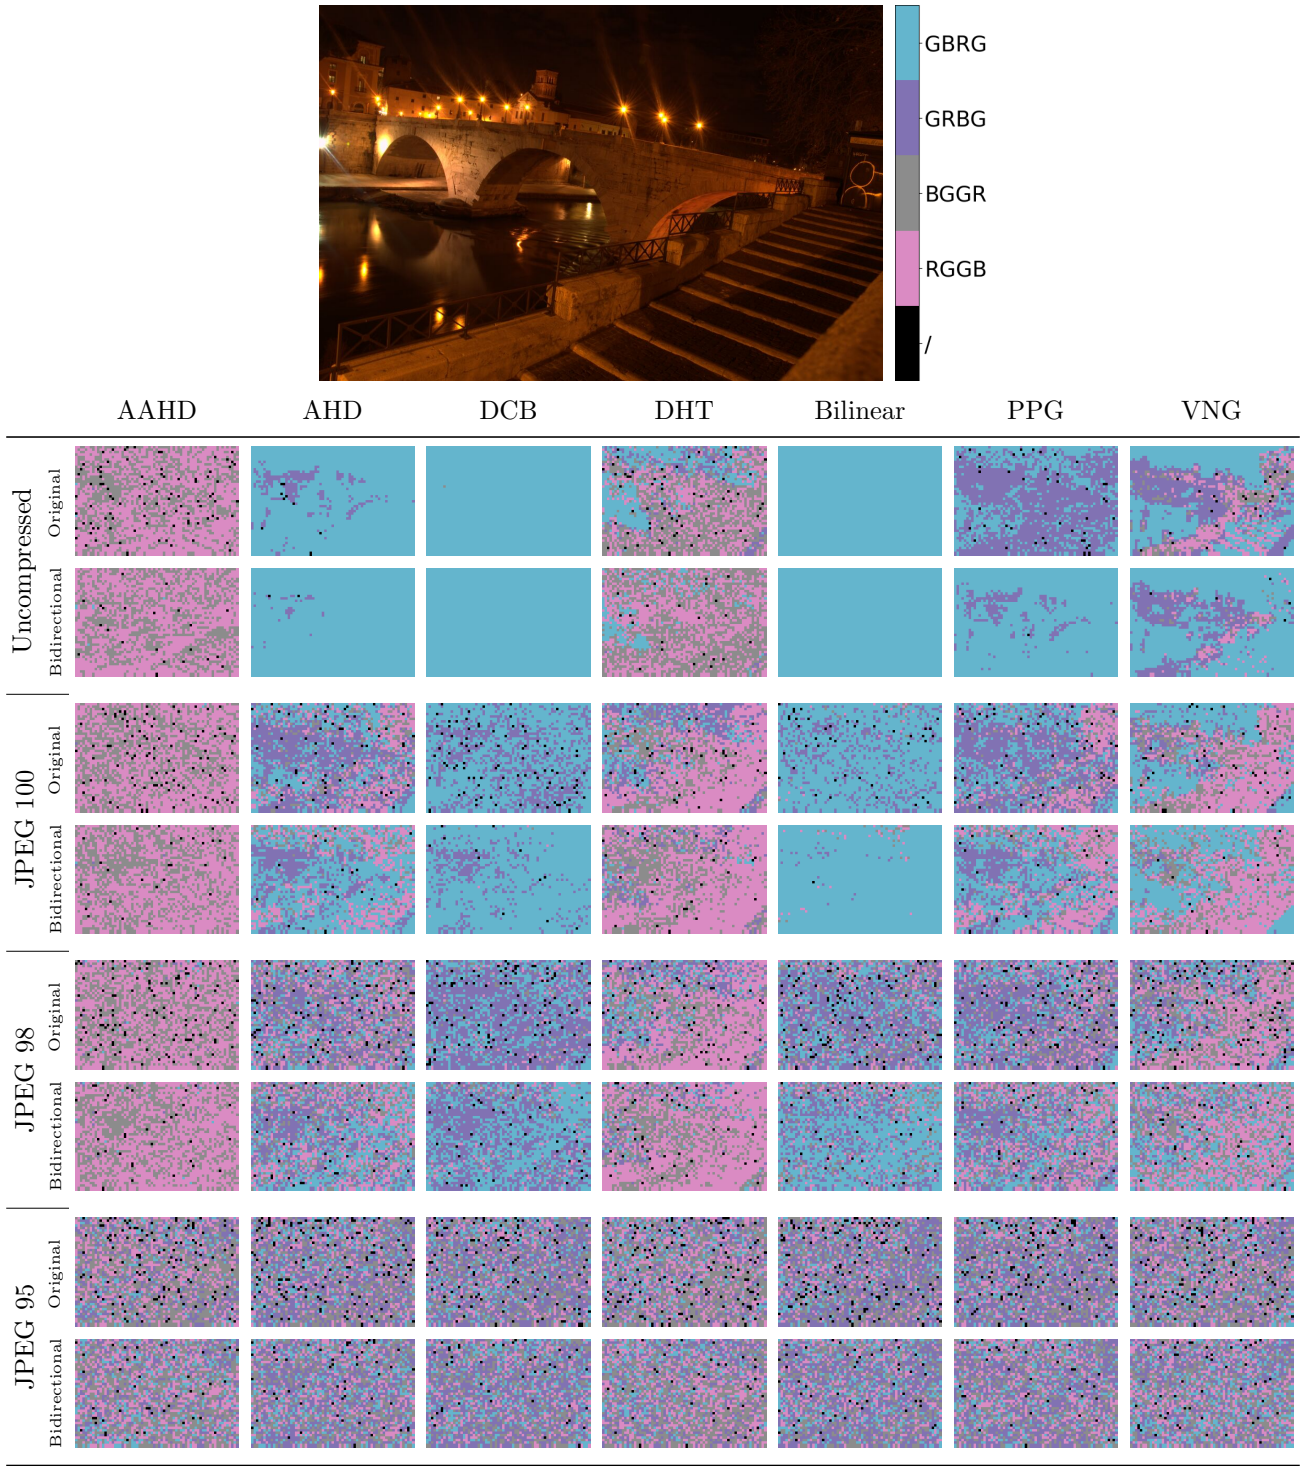 GBRG
GRBG
BGGR
RGGB
/
AAHD AHD DCB DHT Bilinear PPG VNG
Uncompressed
Original
Bidirectional
JPEG 100
Original
Bidirectional
JPEG 98
Original
Bidirectional
JPEG 95
Original
Bidirectional